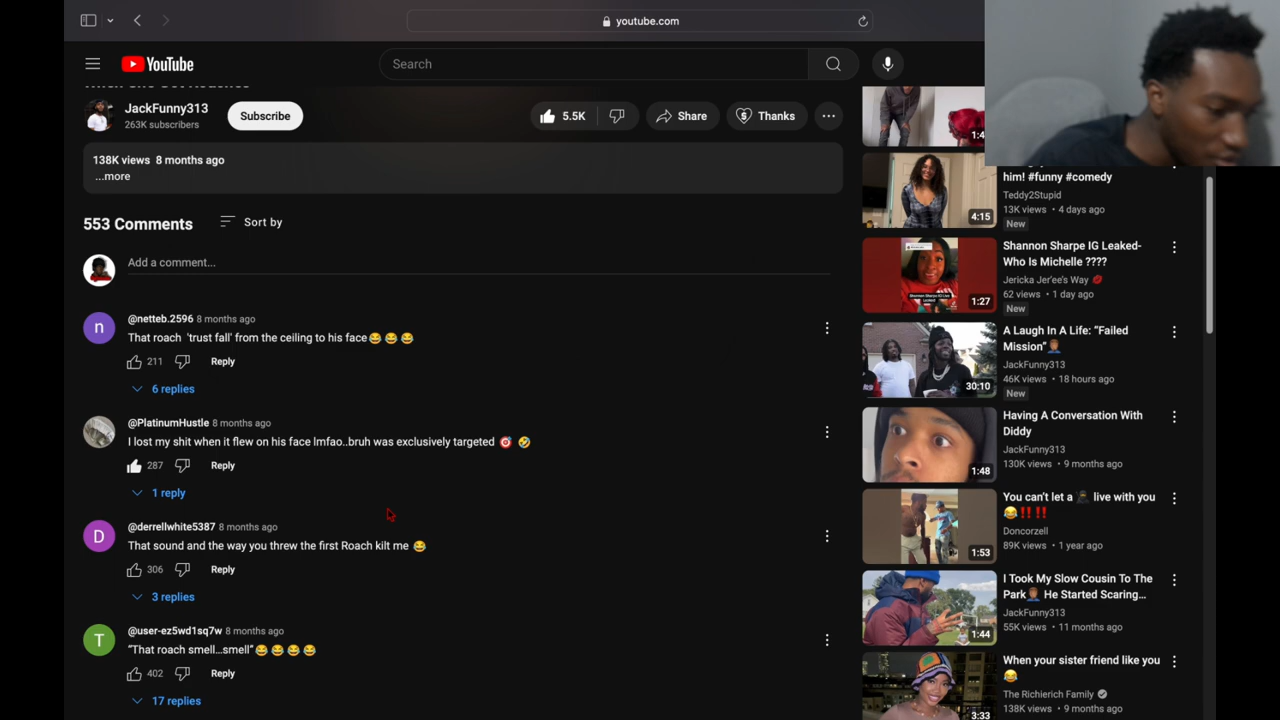 youtube.com
YouTube
Search
JackFunny313
263K subscribers
Subscribe
5.5K
Share
Thanks
138K views 8 months ago
...more
553 Comments
Sort by
Add a comment...
n
@netteb.2596 8 months ago
That roach 'trust fall' from the ceiling to his face😂😂😂
211
Reply
6 replies
@PlatinumHustle 8 months ago
I lost my shit when it flew on his face lmfao..bruh was exclusively targeted 🎯 🤣
287
Reply
1 reply
D
@derrellwhite5387 8 months ago
That sound and the way you threw the first Roach kilt me 😂
306
Reply
3 replies
T
@user-ez5wd1sq7w 8 months ago
“That roach smell...smell”😂😂😂😂
402
Reply
17 replies
him! #funny #comedy
Teddy2Stupid
13K views • 4 days ago
New
4:15
Shannon Sharpe IG Leaked-
Who Is Michelle ????
Jericka Jer'ee's Way 💋
62 views • 1 day ago
New
1:27
A Laugh In A Life: “Failed
Mission”🤦🏾‍♂️
JackFunny313
46K views • 18 hours ago
New
30:10
Having A Conversation With
Diddy
JackFunny313
130K views • 9 months ago
1:48
You can’t let a 🥷🏿 live with you
😂‼️‼️
Doncorzell
89K views • 1 year ago
1:53
I Took My Slow Cousin To The
Park🤦🏾‍♂️ He Started Scaring...
JackFunny313
55K views • 11 months ago
1:44
When your sister friend like you
😂
The Richierich Family
138K views • 9 months ago
3:33